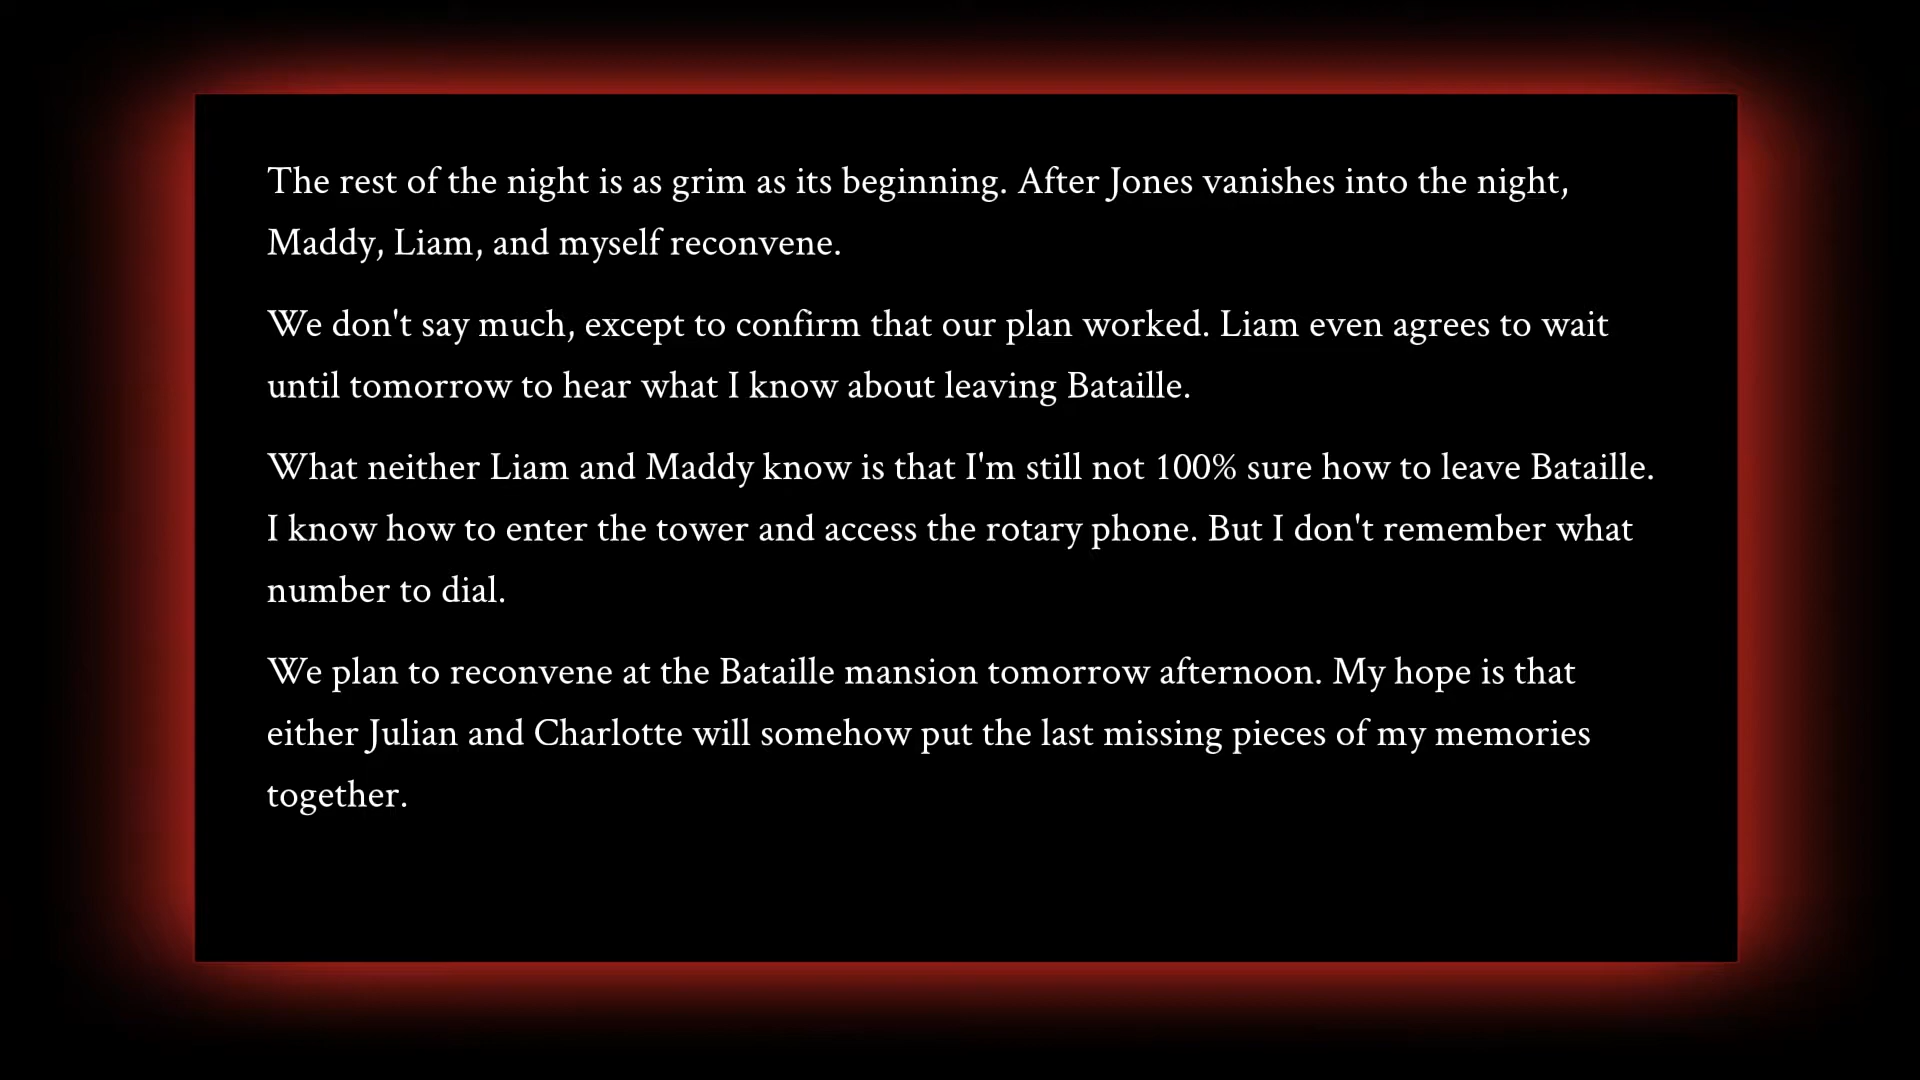 The rest of the night is as grim as its beginning. After Jones vanishes into the night,
Maddy, Liam, and myself reconvene.
We don't say much, except to confirm that our plan worked. Liam even agrees to wait
until tomorrow to hear what I know about leaving Bataille.
What neither Liam and Maddy know is that I'm still not 100% sure how to leave Bataille.
I know how to enter the tower and access the rotary phone. But I don't remember what
number to dial.
We plan to reconvene at the Bataille mansion tomorrow afternoon. My hope is that
either Julian and Charlotte will somehow put the last missing pieces of my memories
together.